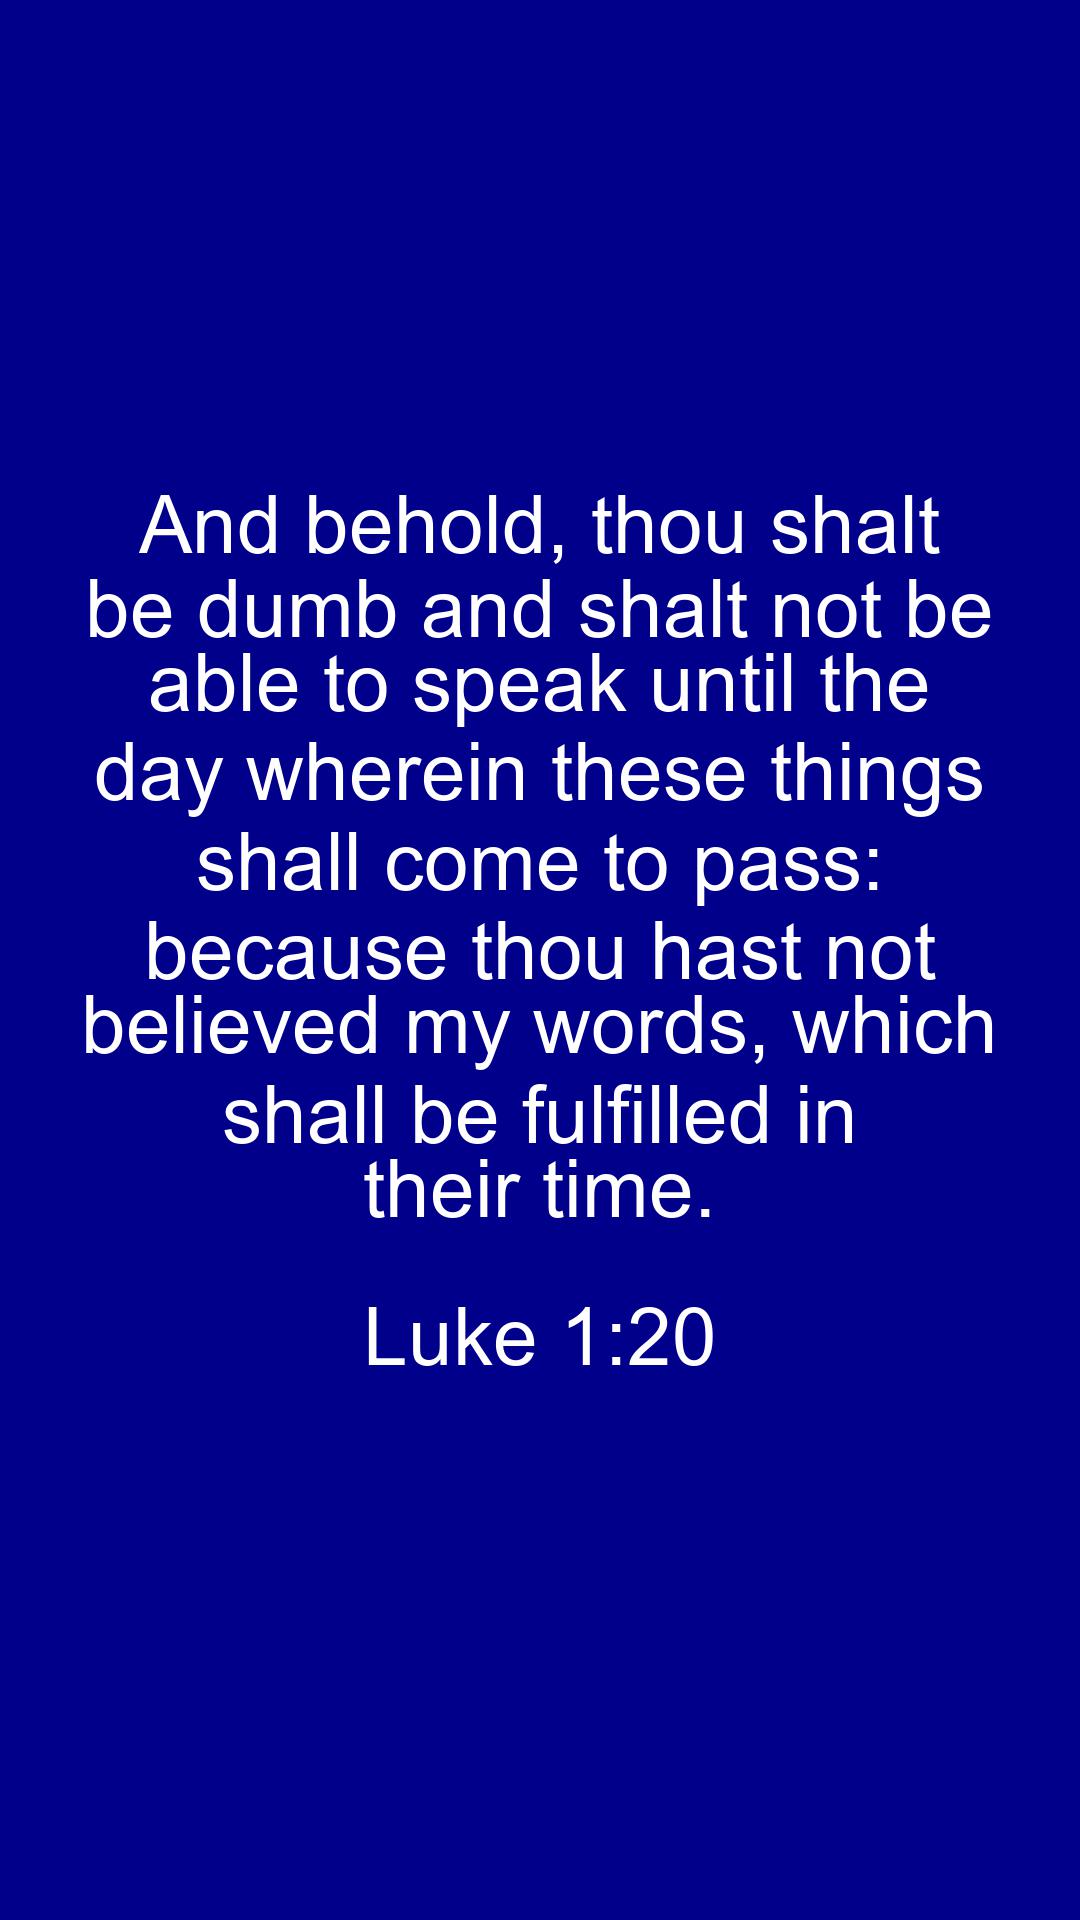 And behold, thou shalt
be dumb and shalt not be
able to speak until the
day wherein these things
shall come to pass:
because thou hast not
believed my words, which
shall be fulfilled in
their time.
Luke 1:20